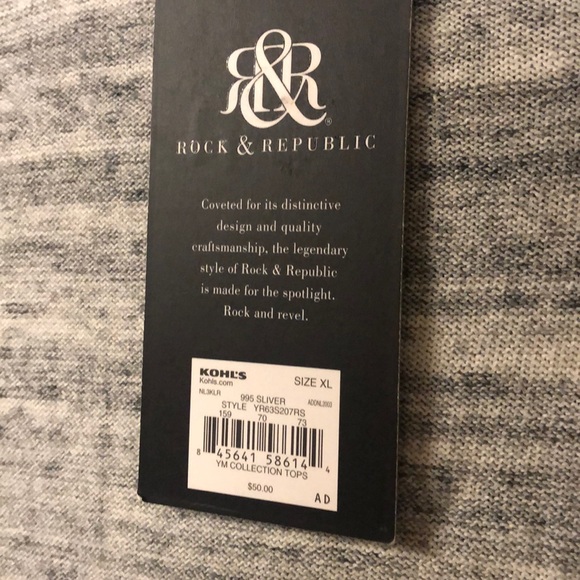 R&R®
ROCK & REPUBLIC
Coveted for its distinctive
design and quality
craftsmanship, the legendary
style of Rock & Republic
is made for the spotlight.
Rock and revel.
KOHL'S SIZE XL
Kohls.com
NL3KLR ADDNL2003
995 SLIVER
STYLE YR63S207RS
159 70 73
8 45641 58614 4
YM COLLECTION TOPS
$50.00
AD